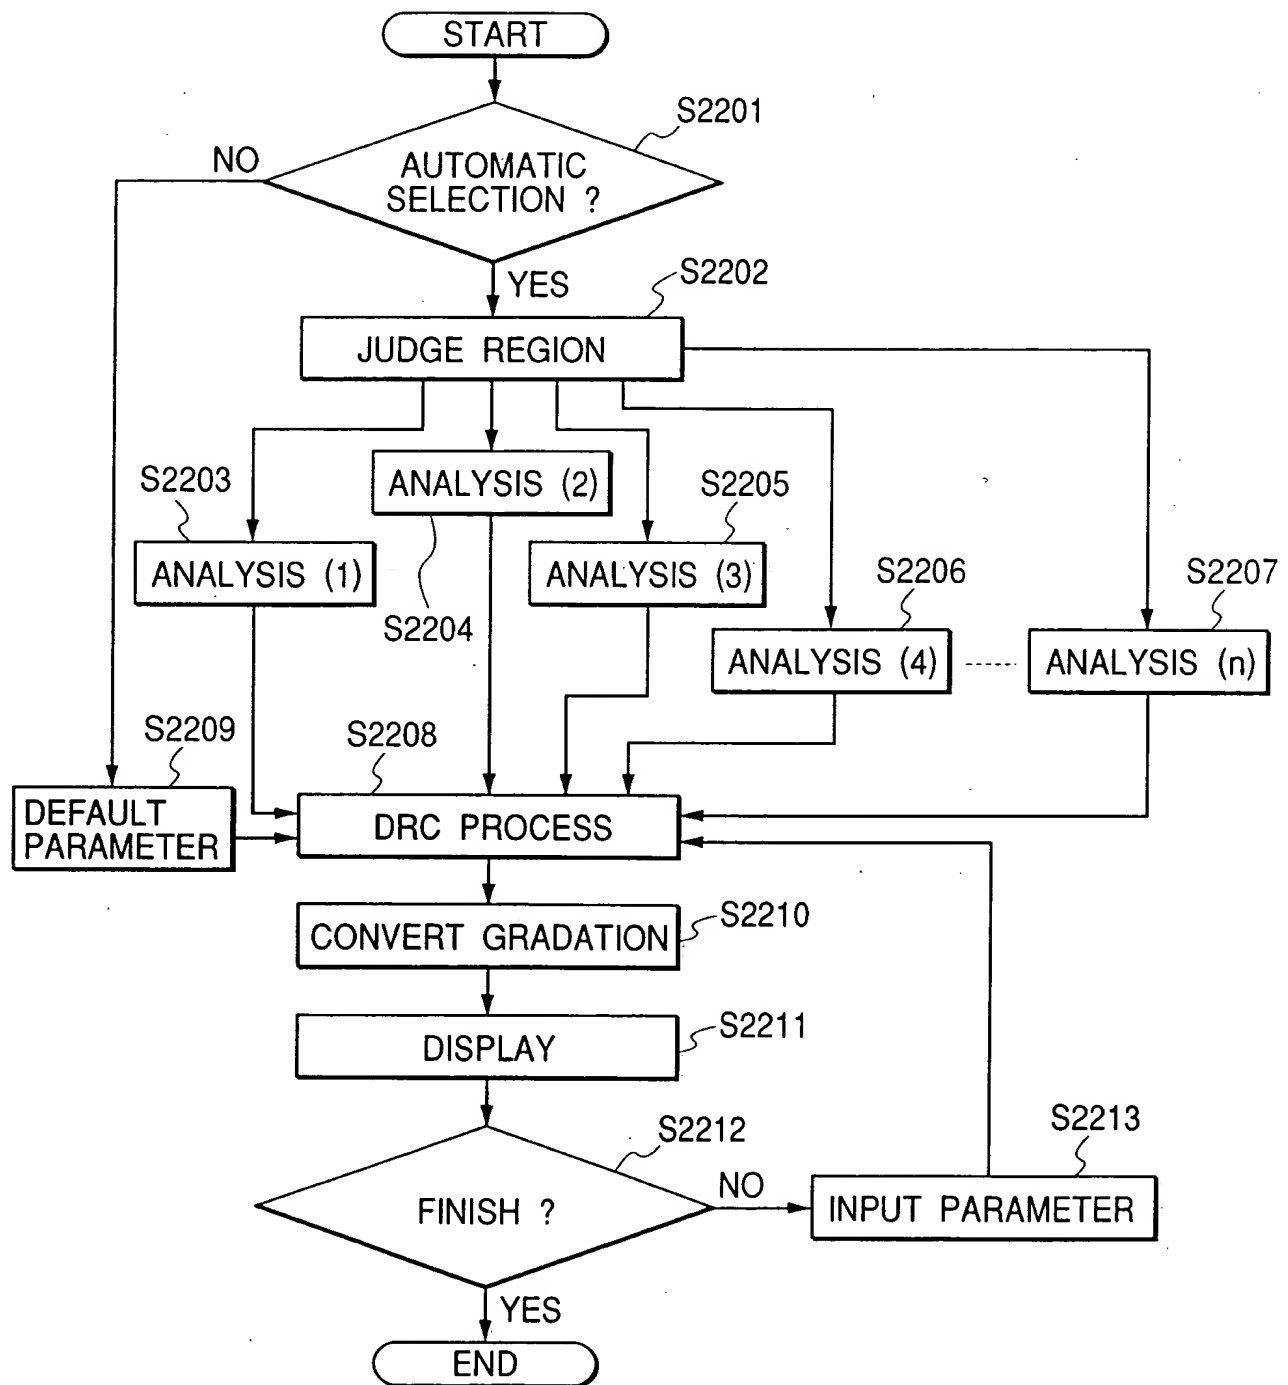 START
S2201
NO
AUTOMATIC
SELECTION ?
YES
S2202
JUDGE REGION
S2203
ANALYSIS (2)
S2205
ANALYSIS (1)
S2204
ANALYSIS (3)
S2206
S2207
ANALYSIS (4)
ANALYSIS (n)
S2209
S2208
DEFAULT
PARAMETER
DRC PROCESS
CONVERT GRADATION
S2210
DISPLAY
S2211
S2212
S2213
FINISH ?
NO
INPUT PARAMETER
YES
END